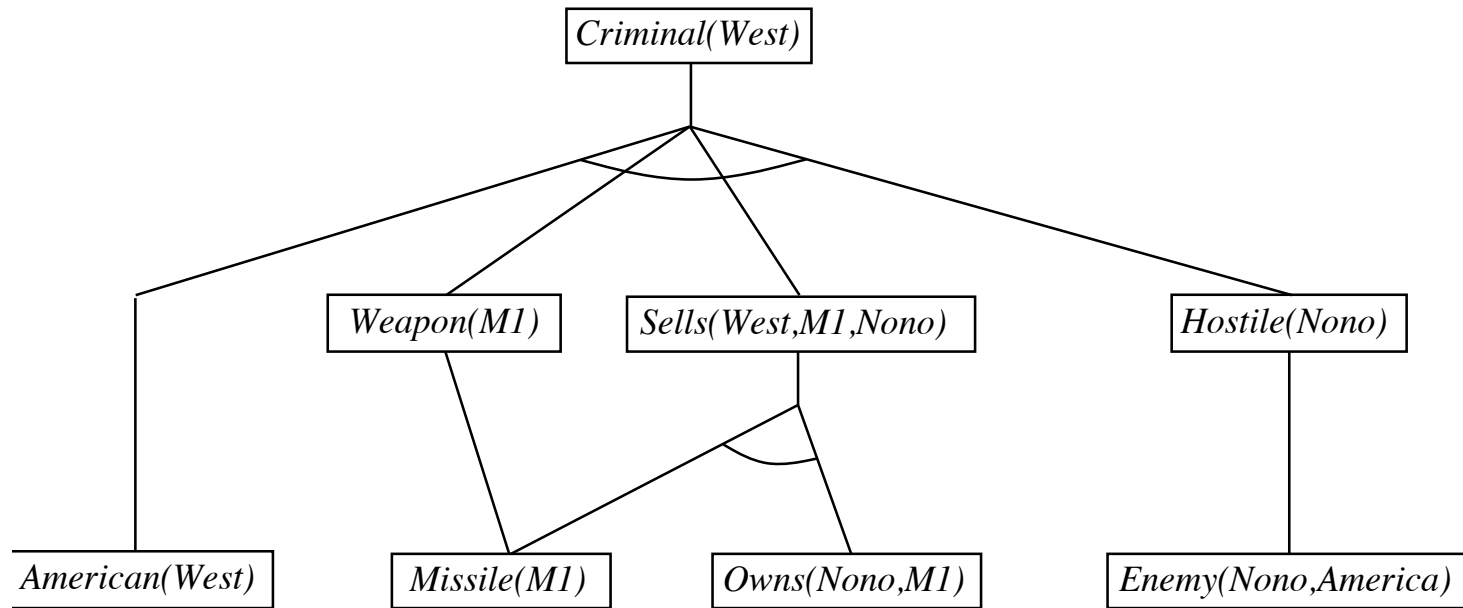 Criminal(West)
Weapon(M1)
Sells(West,M1,Nono)
Hostile(Nono)
American(West)
Missile(M1)
Owns(Nono,M1)
Enemy(Nono,America)